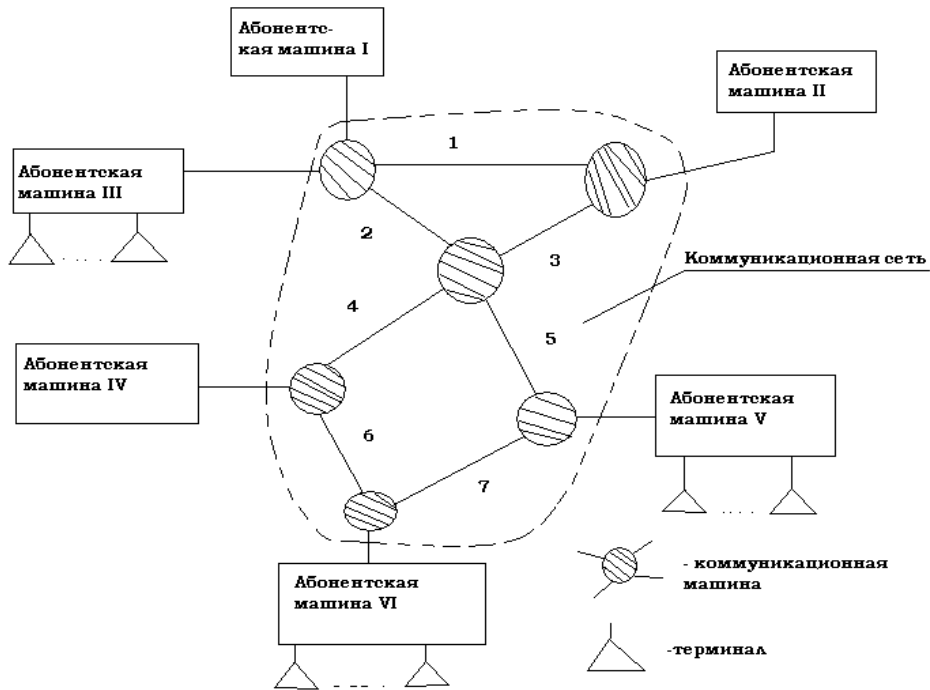 Абонентс-
кая машина I
Абонентская
машина II
1
Абонентская
машина III
2
3
Коммуникационная сеть
4
5
Абонентская
машина IV
Абонентская
машина V
6
7
Абонентская
машина VI
- коммуникационная
машина
-терминал